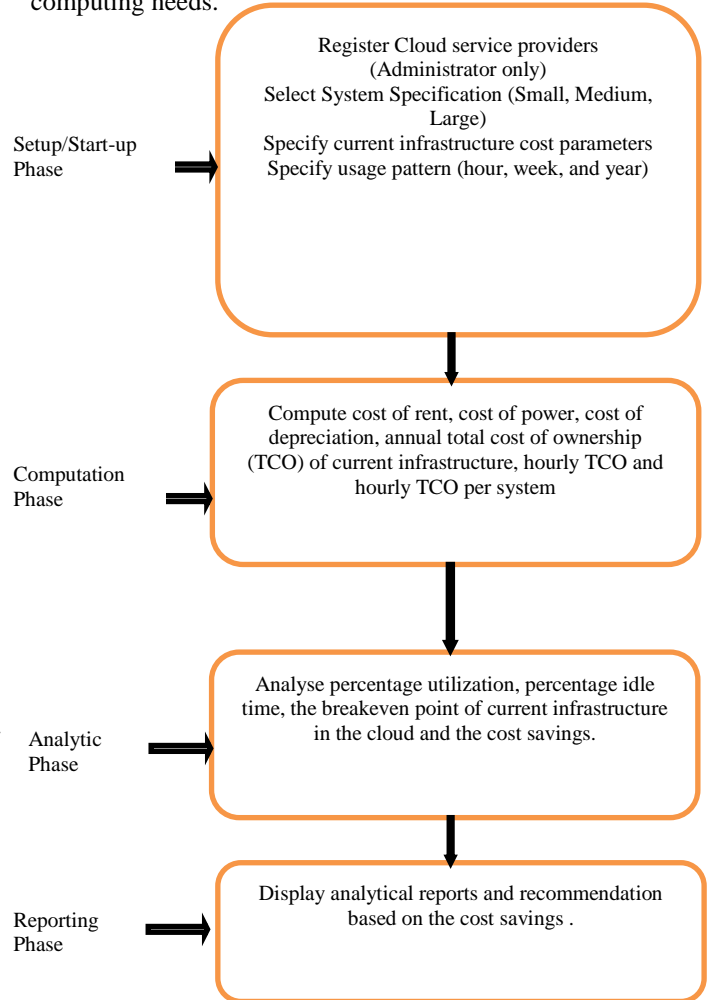 computing needs.
Register Cloud service providers
(Administrator only)
Select System Specification (Small, Medium,
Large)
Specify current infrastructure cost parameters
Specify usage pattern (hour, week, and year)
Setup/Start-up
Phase
Compute cost of rent, cost of power, cost of
depreciation, annual total cost of ownership
(TCO) of current infrastructure, hourly TCO and
hourly TCO per system
Computation
Phase
Analyse percentage utilization, percentage idle
time, the breakeven point of current infrastructure
in the cloud and the cost savings.
Analytic
Phase
Display analytical reports and recommendation
based on the cost savings .
Reporting
Phase